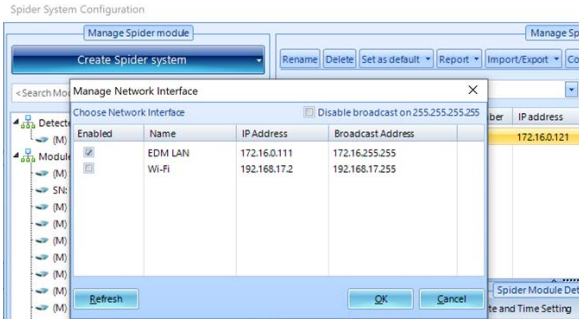 Spider System Configuration
Manage Spider module
Manage Sp
Create Spider system
Rename Delete Set as default Report Import/Export Co
<Search Mo
Manage Network Interface
Choose Network Interface
Disable broadcast on 255.255.255.255
ber IP address
Detect
Enabled Name IP Address Broadcast Address
172.16.0.121
(M)
EDM LAN 172.16.0.111 172.16.255.255
Module
Wi-Fi 192.168.17.2 192.168.17.255
(M)
SN:
(M)
(M)
(M)
(M)
(M)
(M)
(M)
Refresh OK Cancel
Spider Module Det
te and Time Setting